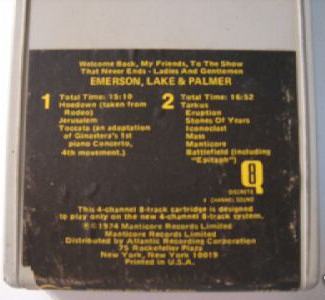 Welcome Back, My Friends, To The Show
That Never Ends - Ladies And Gentlemen
EMERSON, LAKE & PALMER
1 Total Time: 15:10
Hoedown (taken from
Rodeo)
Jerusalem
Toccata (an adaptation
of Ginastera's 1st
piano Concerto,
4th movement.)
2 Total Time: 16:52
Tarkus
Eruption
Stones Of Years
Iconoclast
Mass
Manticore
Battlefield (including
"Epitaph")
Q8
DISCRETE
4 CHANNEL SOUND
This 4-channel 8-track cartridge is designed
to play only on the new 4-channel 8-track system.
℗©1974 Manticore Records Limited
Manticore Records Limited
Distributed by Atlantic Recording Corporation
75 Rockefeller Plaza
New York, New York 10019
Printed in U.S.A.